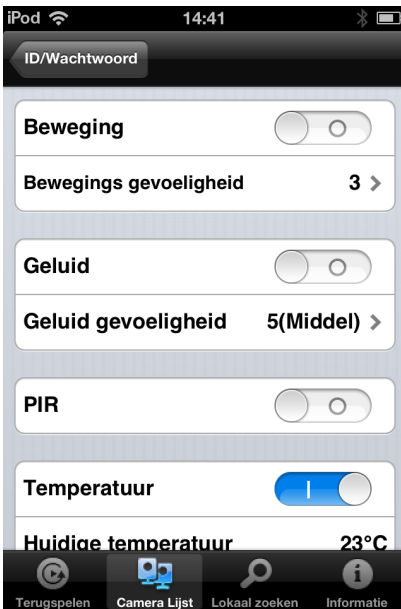 iPod 14:41
ID/Wachtwoord
Beweging
Bewegings gevoeligheid 3
Geluid
Geluid gevoeligheid 5(Middel)
PIR
Temperatuur
Huidige temperatuur 23°C
Terugspelen Camera Lijst Lokaal zoeken Informatie